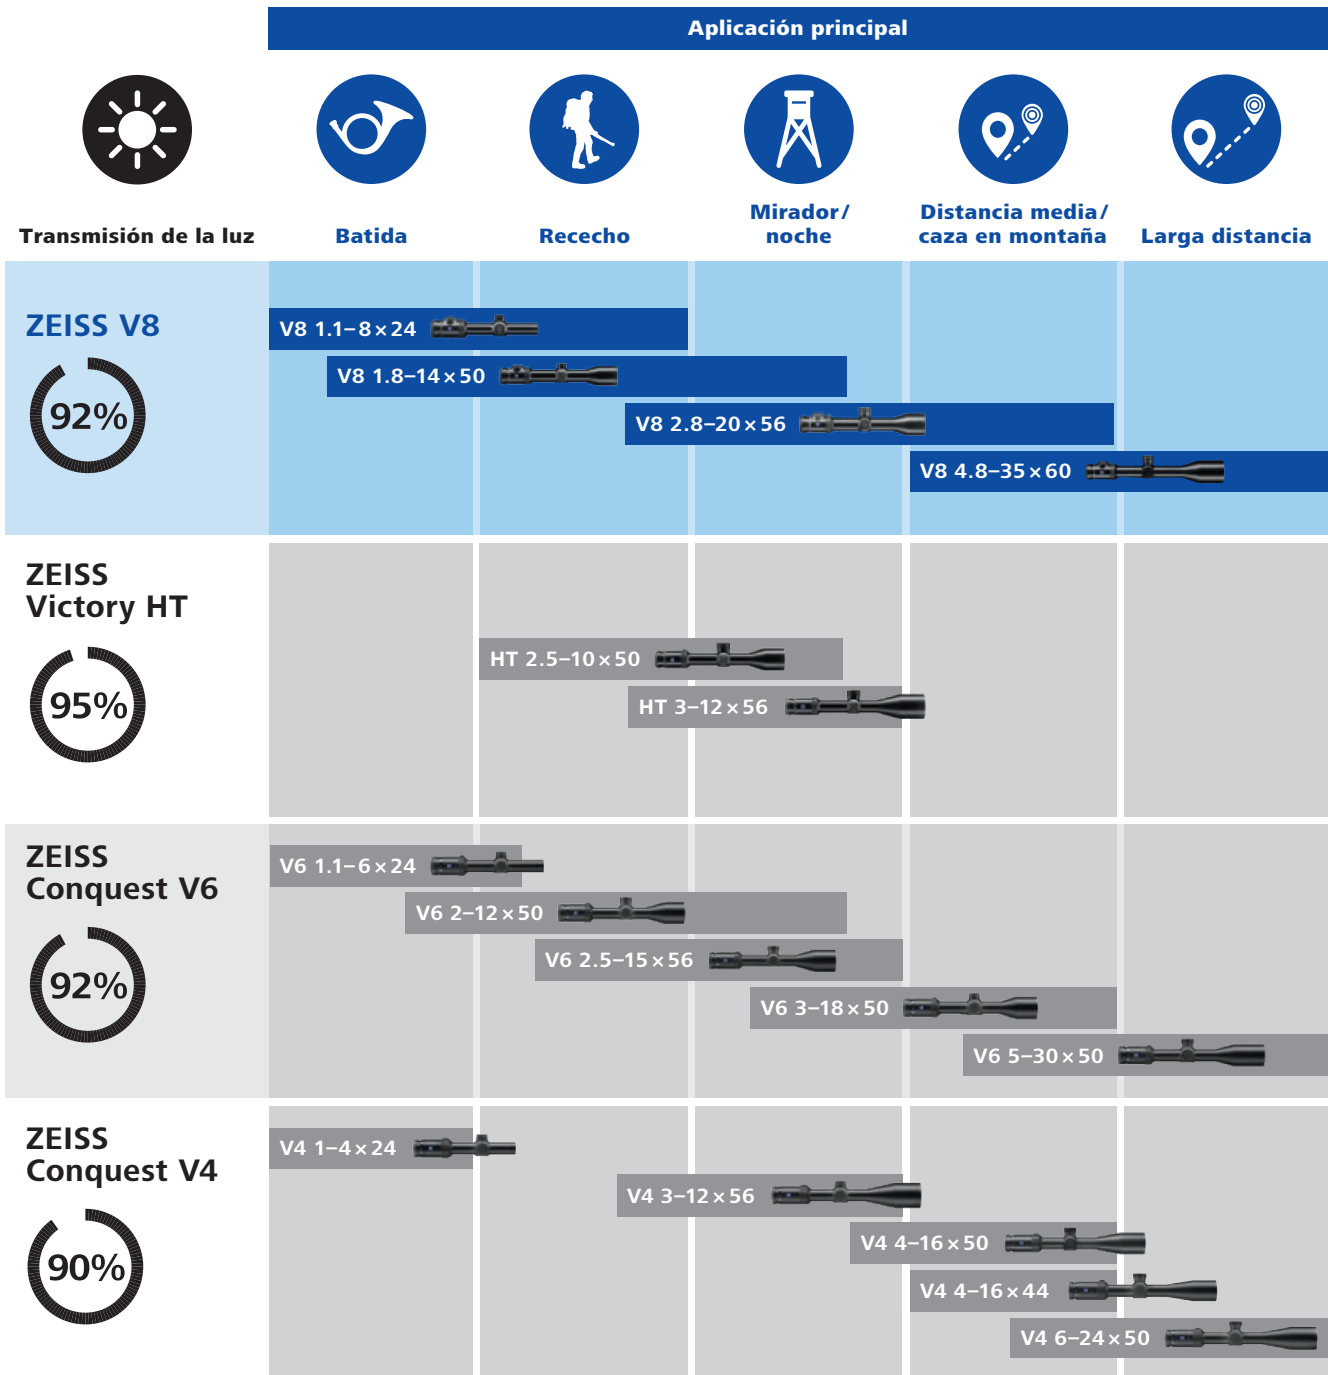 Aplicación principal
Transmisión de la luz
Batida
Rececho
Mirador/
noche
Distancia media/
caza en montaña
Larga distancia
ZEISS V8
92%
V8 1.1–8×24
V8 1.8–14×50
V8 2.8–20×56
V8 4.8–35×60
ZEISS
Victory HT
95%
HT 2.5–10×50
HT 3–12×56
ZEISS
Conquest V6
92%
V6 1.1–6×24
V6 2–12×50
V6 2.5–15×56
V6 3–18×50
V6 5–30×50
ZEISS
Conquest V4
90%
V4 1–4×24
V4 3–12×56
V4 4–16×50
V4 4–16×44
V4 6–24×50